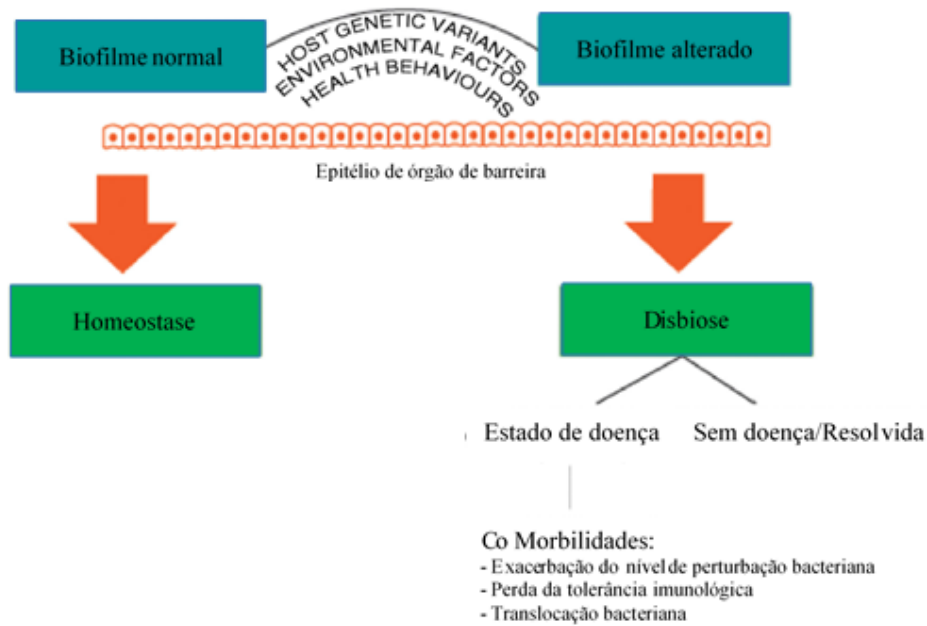 Biofilme normal
HOST GENETIC VARIANTS
ENVIRONMENTAL FACTORS
HEALTH BEHAVIOURS
Biofilme alterado
Epitélio de órgão de barreira
Homeostase
Disbiose
Estado de doença
Sem doença/Resolvida
Co Morbilidades:
- Exacerbação do nível de perturbação bacteriana
- Perda da tolerância imunológica
- Translocação bacteriana